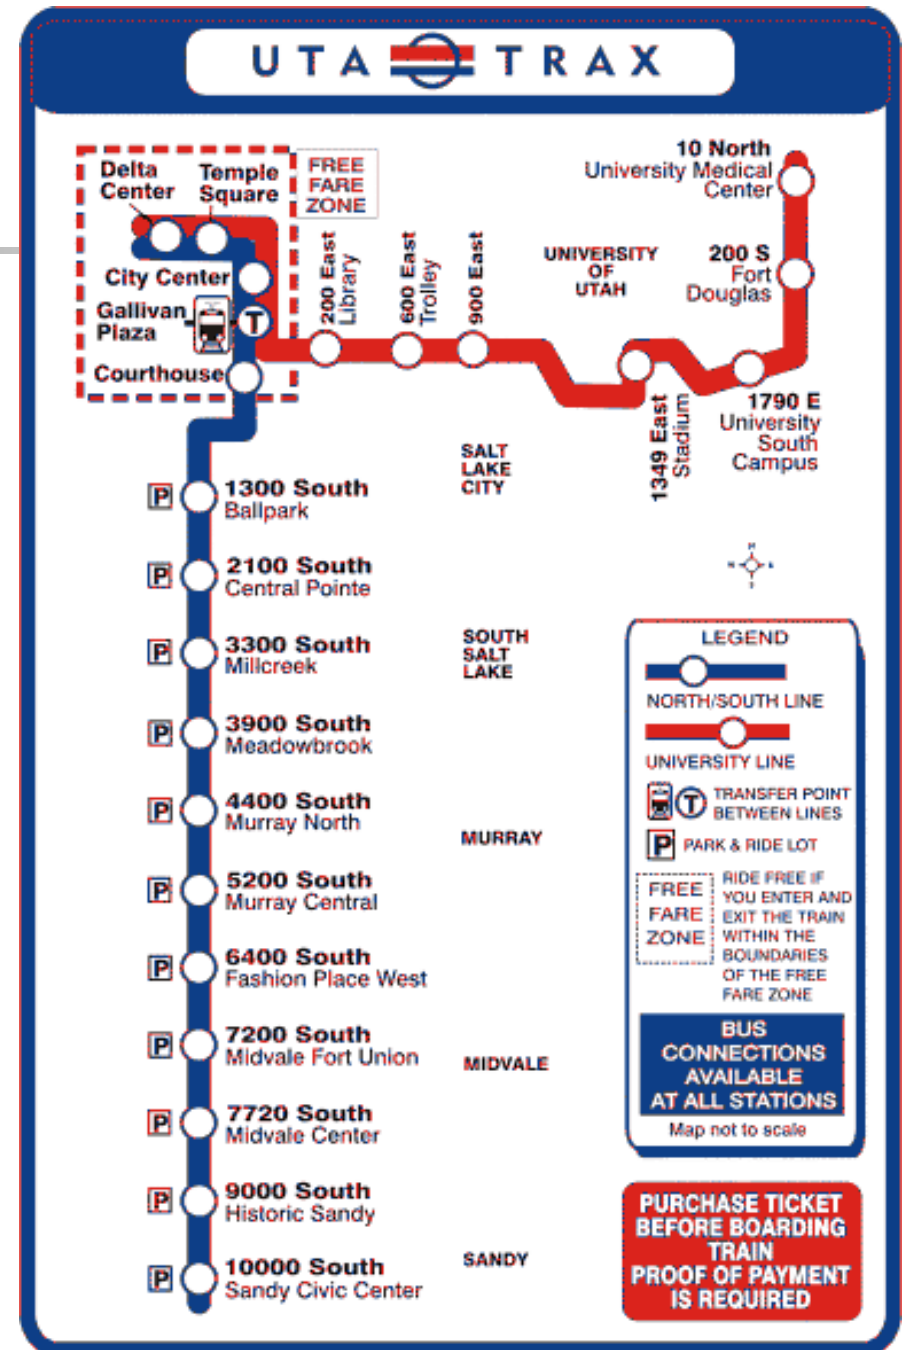 UTA TRAX
Delta
Center
Temple
Square
FREE
FARE
ZONE
City Center
Gallivan
Plaza
T
Courthouse
200 East
Library
600 East
Trolley
900 East
UNIVERSITY
OF
UTAH
10 North
University Medical
Center
200 S
Fort
Douglas
1349 East
Stadium
1790 E
University
South
Campus
SALT
LAKE
CITY
P
1300 South
Ballpark
P
2100 South
Central Pointe
P
3300 South
Millcreek
SOUTH
SALT
LAKE
P
3900 South
Meadowbrook
P
4400 South
Murray North
MURRAY
P
5200 South
Murray Central
P
6400 South
Fashion Place West
P
7200 South
Midvale Fort Union
MIDVALE
P
7720 South
Midvale Center
P
9000 South
Historic Sandy
P
10000 South
Sandy Civic Center
SANDY
LEGEND
NORTH/SOUTH LINE
UNIVERSITY LINE
T
TRANSFER POINT
BETWEEN LINES
P
PARK & RIDE LOT
FREE
FARE
ZONE
RIDE FREE IF
YOU ENTER AND
EXIT THE TRAIN
WITHIN THE
BOUNDARIES
OF THE FREE
FARE ZONE
BUS
CONNECTIONS
AVAILABLE
AT ALL STATIONS
Map not to scale
PURCHASE TICKET
BEFORE BOARDING
TRAIN
PROOF OF PAYMENT
IS REQUIRED